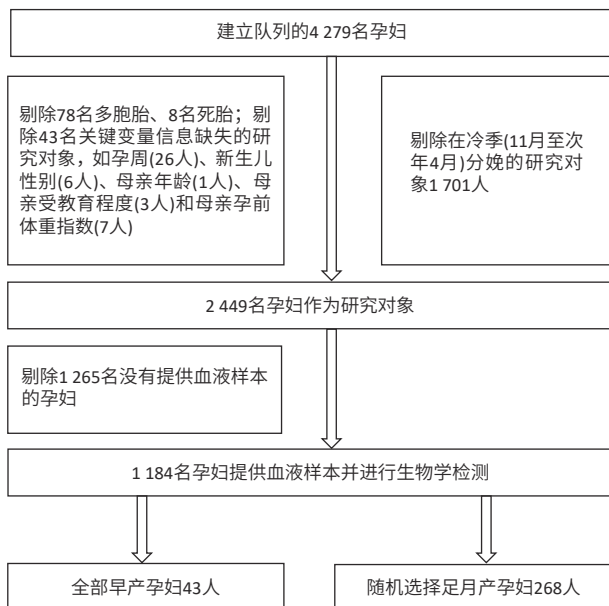 建立队列的4 279名孕妇
剔除78名多胞胎、8名死胎；剔
除43名关键变量信息缺失的研
究对象，如孕周(26人)、新生儿
性别(6人)、母亲年龄(1人)、母
亲受教育程度(3人)和母亲孕前
体重指数(7人)
剔除在冷季(11月至次
年4月)分娩的研究对
象1 701人
2 449名孕妇作为研究对象
剔除1 265名没有提供血液样本
的孕妇
1 184名孕妇提供血液样本并进行生物学检测
全部早产孕妇43人
随机选择足月产孕妇268人